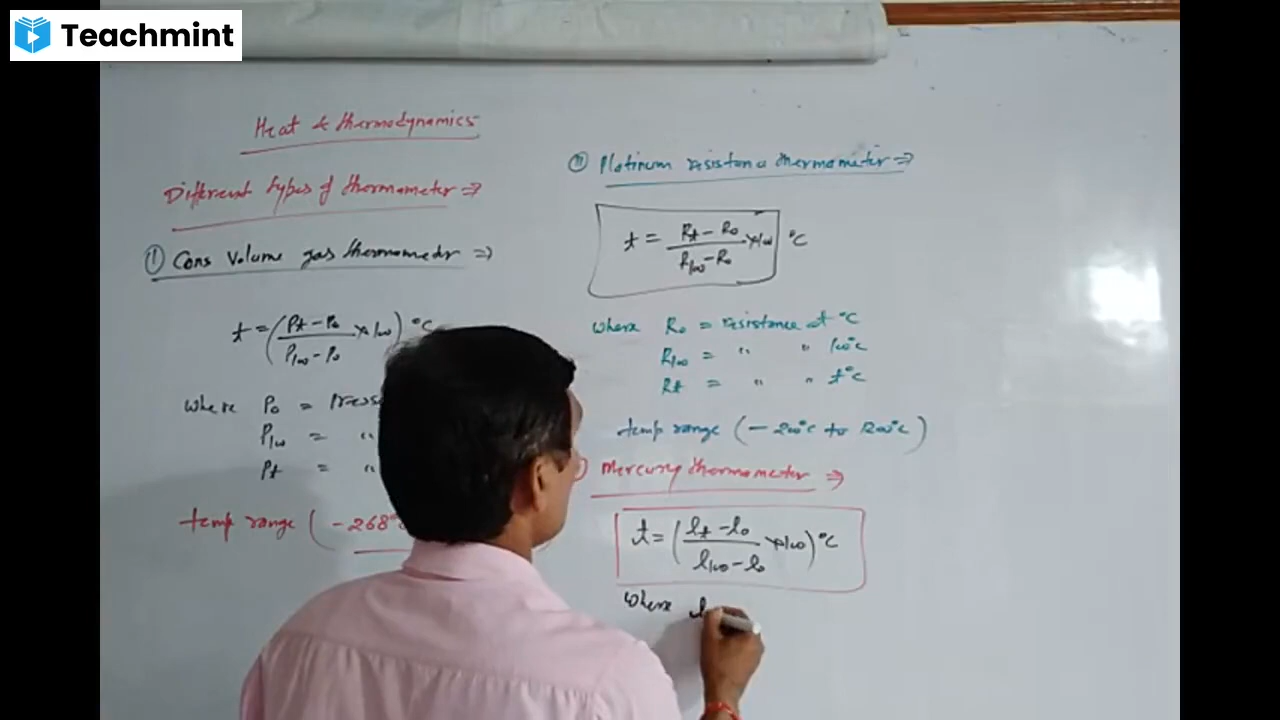 Teachmint
Heat & thermodynamics
Different types of thermometer ⇒
① Cons Volume gas thermometer ⇒
t = (Pt - P0 / P100 - P0 × 100) °C
where P0 = Press
P100 = "
Pt = "
temp range ( - 268°
② Platinum resistance thermometer ⇒
t = Rt - R0 / R100 - R0 × 100 °C
where R0 = resistance at °C
R100 = " " 100°C
Rt = " " t°C
temp range ( - 200°C to 1200°C )
Mercury thermometer ⇒
t = (lt - l0 / l100 - l0 × 100) °C
where l